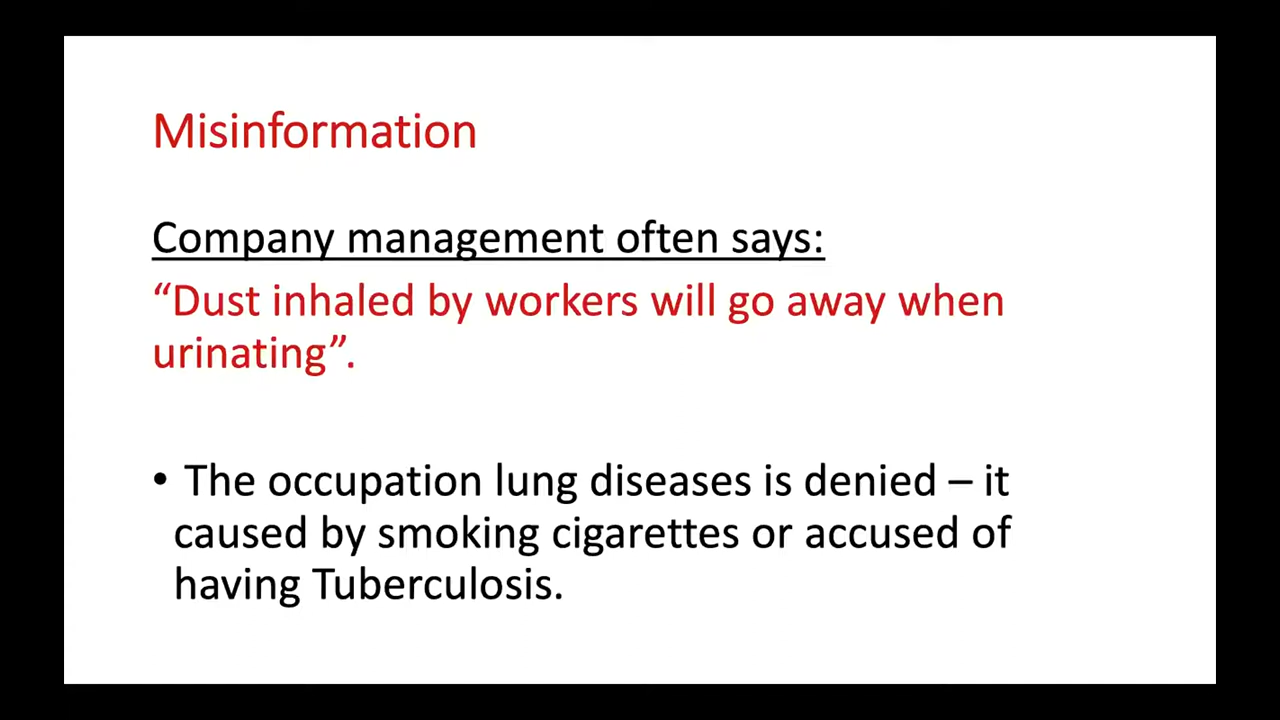 Misinformation
Company management often says:
“Dust inhaled by workers will go away when
urinating”.
• The occupation lung diseases is denied – it
caused by smoking cigarettes or accused of
having Tuberculosis.